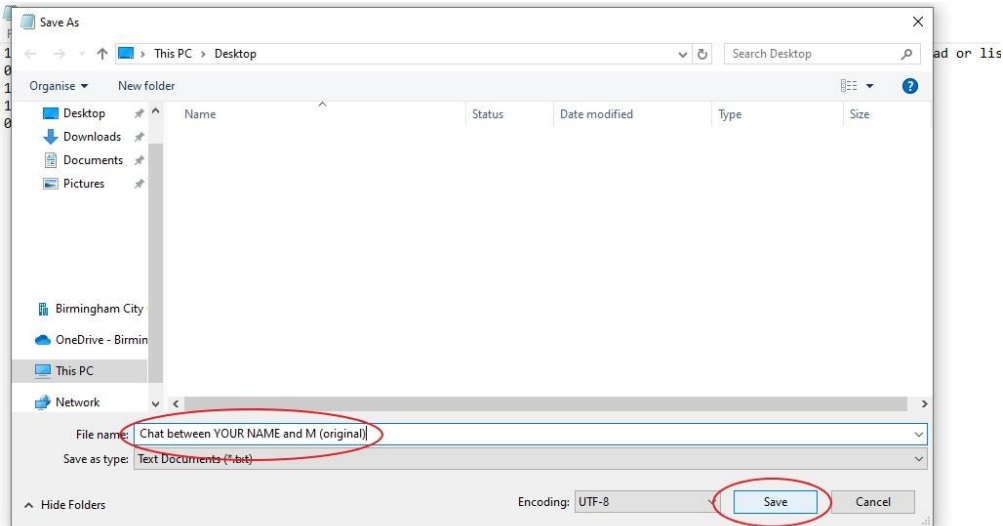 Save As
This PC > Desktop
Search Desktop
ad or lis
Organise
New folder
Name
Status
Date modified
Type
Size
Desktop
Downloads
Documents
Pictures
Birmingham City
OneDrive - Birmin
This PC
Network
File name: Chat between YOUR NAME and M (original)
Save as type: Text Documents (*.txt)
Hide Folders
Encoding: UTF-8
Save
Cancel